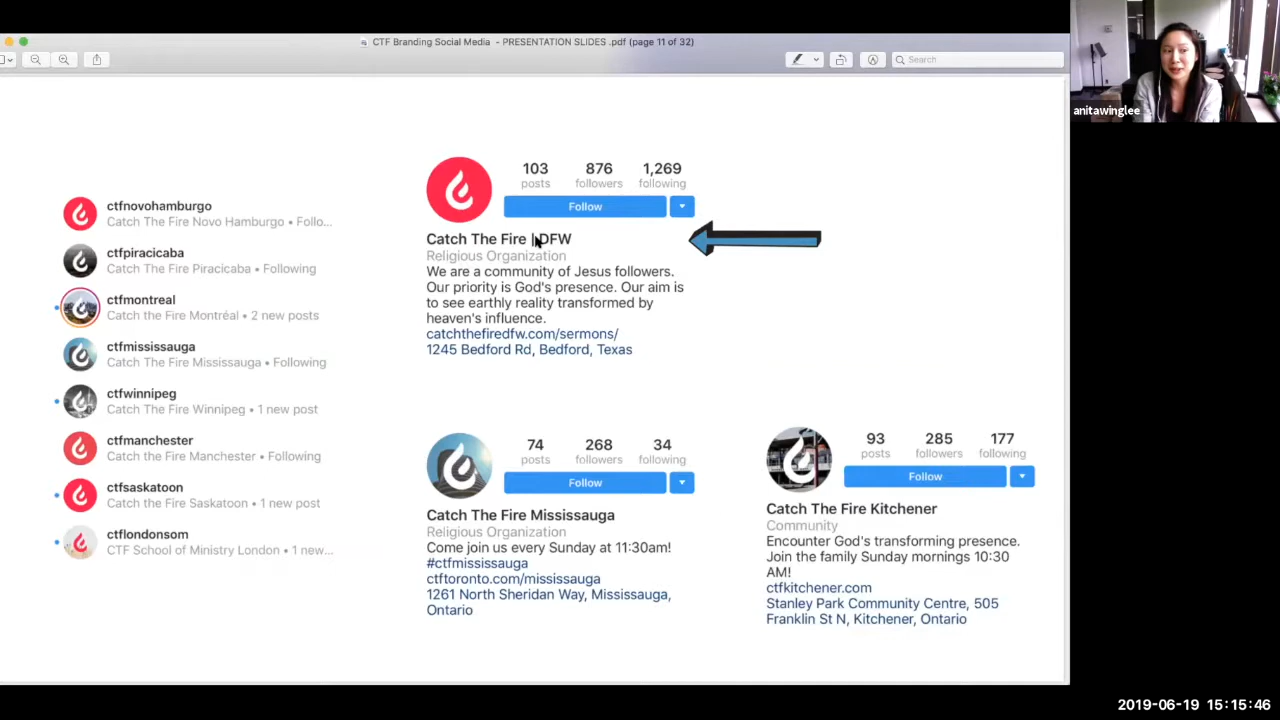 CTF Branding Social Media - PRESENTATION SLIDES .pdf (page 11 of 32)
Search
anitawinglee
ctfnovohamburgo
Catch The Fire Novo Hamburgo • Follo...
ctfpiracicaba
Catch The Fire Piracicaba • Following
ctfmontreal
Catch the Fire Montréal • 2 new posts
ctfmississauga
Catch The Fire Mississauga • Following
ctfwinnipeg
Catch The Fire Winnipeg • 1 new post
ctfmanchester
Catch the Fire Manchester • Following
ctfsaskatoon
Catch the Fire Saskatoon • 1 new post
ctflondonsom
CTF School of Ministry London • 1 new...
103 876 1,269
posts followers following
Follow
Catch The Fire | DFW
Religious Organization
We are a community of Jesus followers.
Our priority is God's presence. Our aim is
to see earthly reality transformed by
heaven's influence.
catchthefiredfw.com/sermons/
1245 Bedford Rd, Bedford, Texas
74 268 34
posts followers following
Follow
Catch The Fire Mississauga
Religious Organization
Come join us every Sunday at 11:30am!
#ctfmississauga
ctftoronto.com/mississauga
1261 North Sheridan Way, Mississauga,
Ontario
93 285 177
posts followers following
Follow
Catch The Fire Kitchener
Community
Encounter God's transforming presence.
Join the family Sunday mornings 10:30
AM!
ctfkitchener.com
Stanley Park Community Centre, 505
Franklin St N, Kitchener, Ontario
2019-06-19 15:15:46